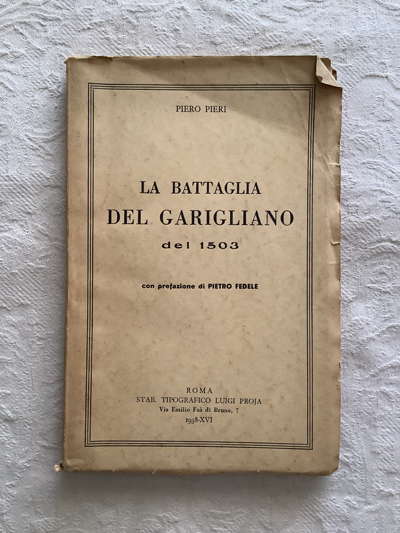 PIERO PIERI
LA BATTAGLIA
DEL GARIGLIANO
del 1503
con prefazione di PIETRO FEDELE
ROMA
STAB. TIPOGRAFICO LUIGI PROJA
Via Emilio Faà di Bruno, 7
1938-XVI